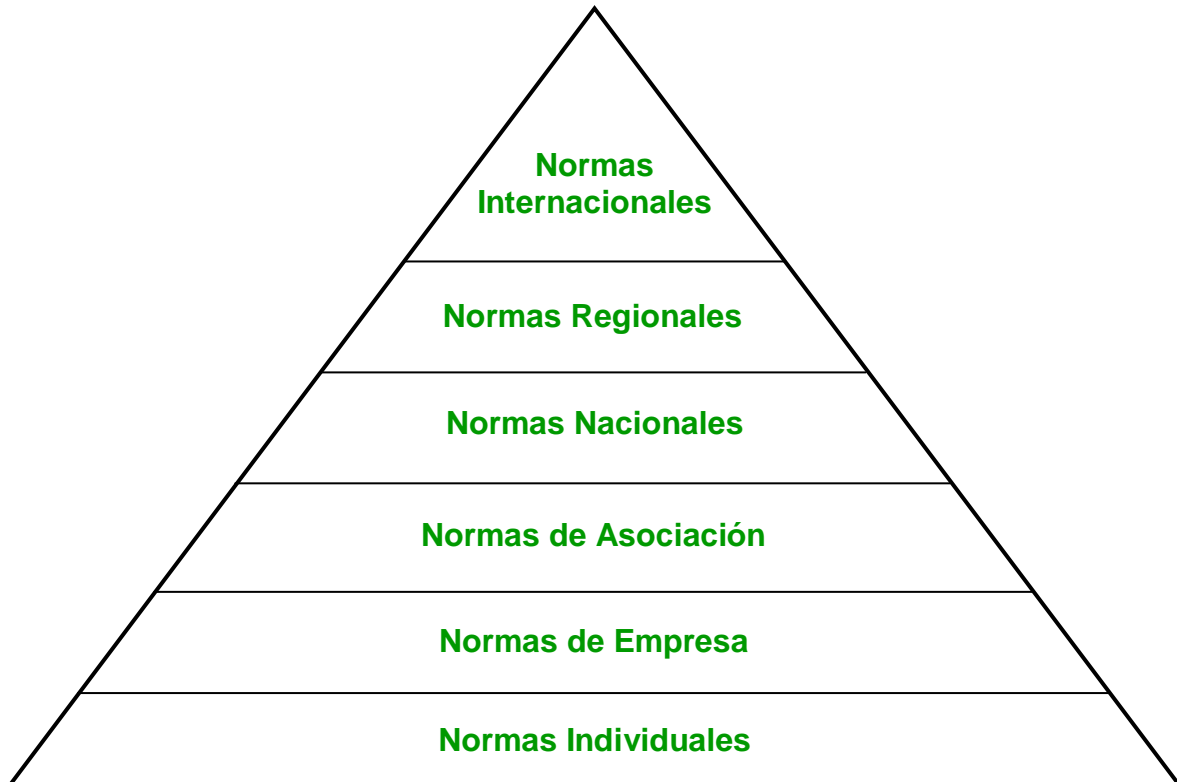 Normas
Internacionales
Normas Regionales
Normas Nacionales
Normas de Asociación
Normas de Empresa
Normas Individuales